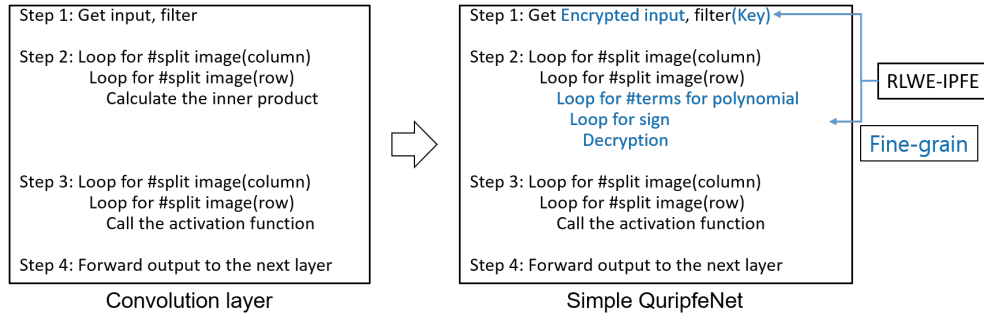 Step 1: Get input, filter
Step 2: Loop for #split image(column)
Loop for #split image(row)
Calculate the inner product
Step 3: Loop for #split image(column)
Loop for #split image(row)
Call the activation function
Step 4: Forward output to the next layer
Convolution layer
Step 1: Get Encrypted input, filter(Key)
Step 2: Loop for #split image(column)
Loop for #split image(row)
Loop for #terms for polynomial
Loop for sign
Decryption
Step 3: Loop for #split image(column)
Loop for #split image(row)
Call the activation function
Step 4: Forward output to the next layer
Simple QuripfeNet
RLWE-IPFE
Fine-grain